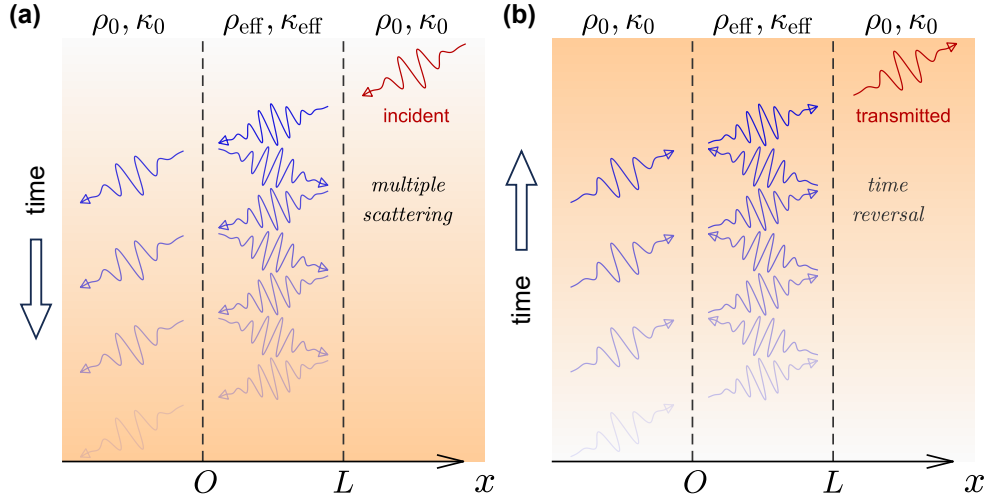 (a)
ρ₀, κ₀
ρeff, κeff
ρ₀, κ₀
incident
time
multiple
scattering
O
L
x
(b)
ρ₀, κ₀
ρeff, κeff
ρ₀, κ₀
transmitted
time
reversal
time
O
L
x